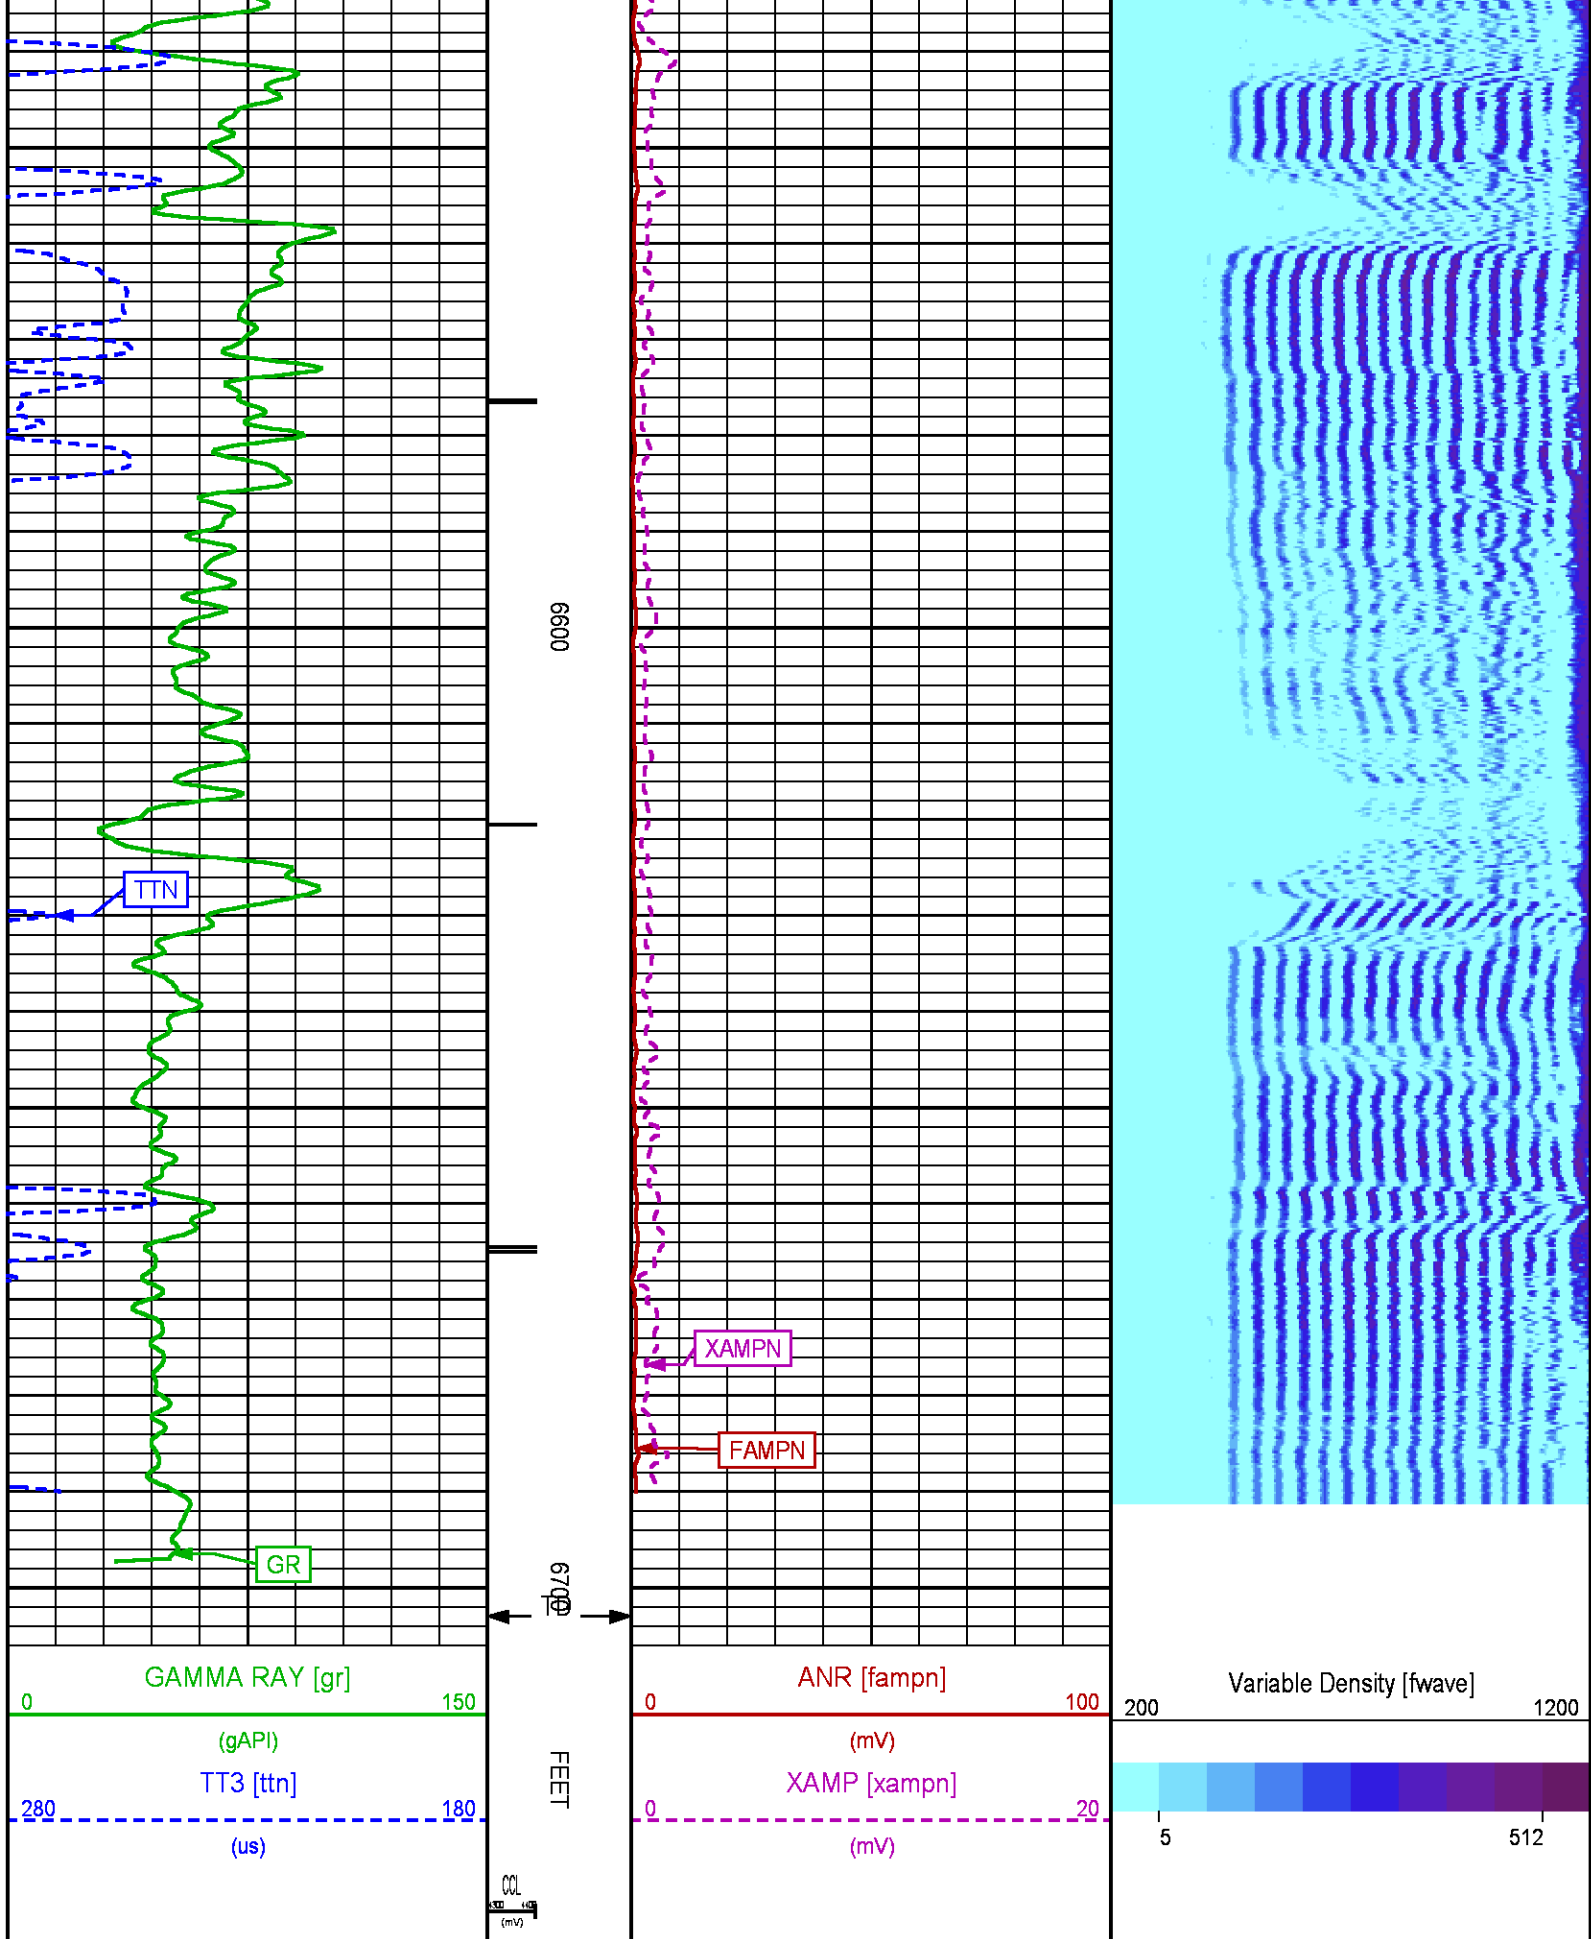 6600
TTN
XAMPN
FAMPN
GR
6700
GAMMA RAY [gr]
0 150
(gAPI)
TT3 [ttn]
280 180
(us)
FEET
CCL
(mV)
ANR [fampn]
0 100
(mV)
XAMP [xampn]
0 20
(mV)
Variable Density [fwave]
200 1200
5 512